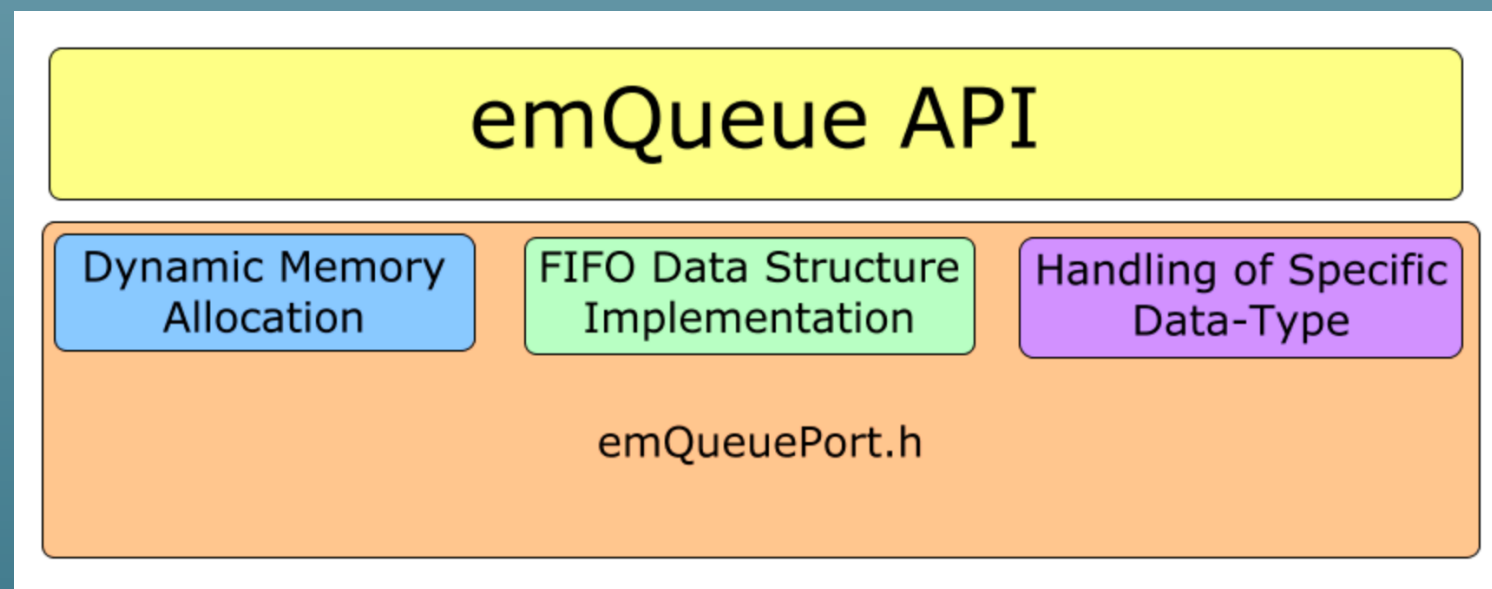 emQueue API
Dynamic Memory
Allocation
FIFO Data Structure
Implementation
Handling of Specific
Data-Type
emQueuePort.h